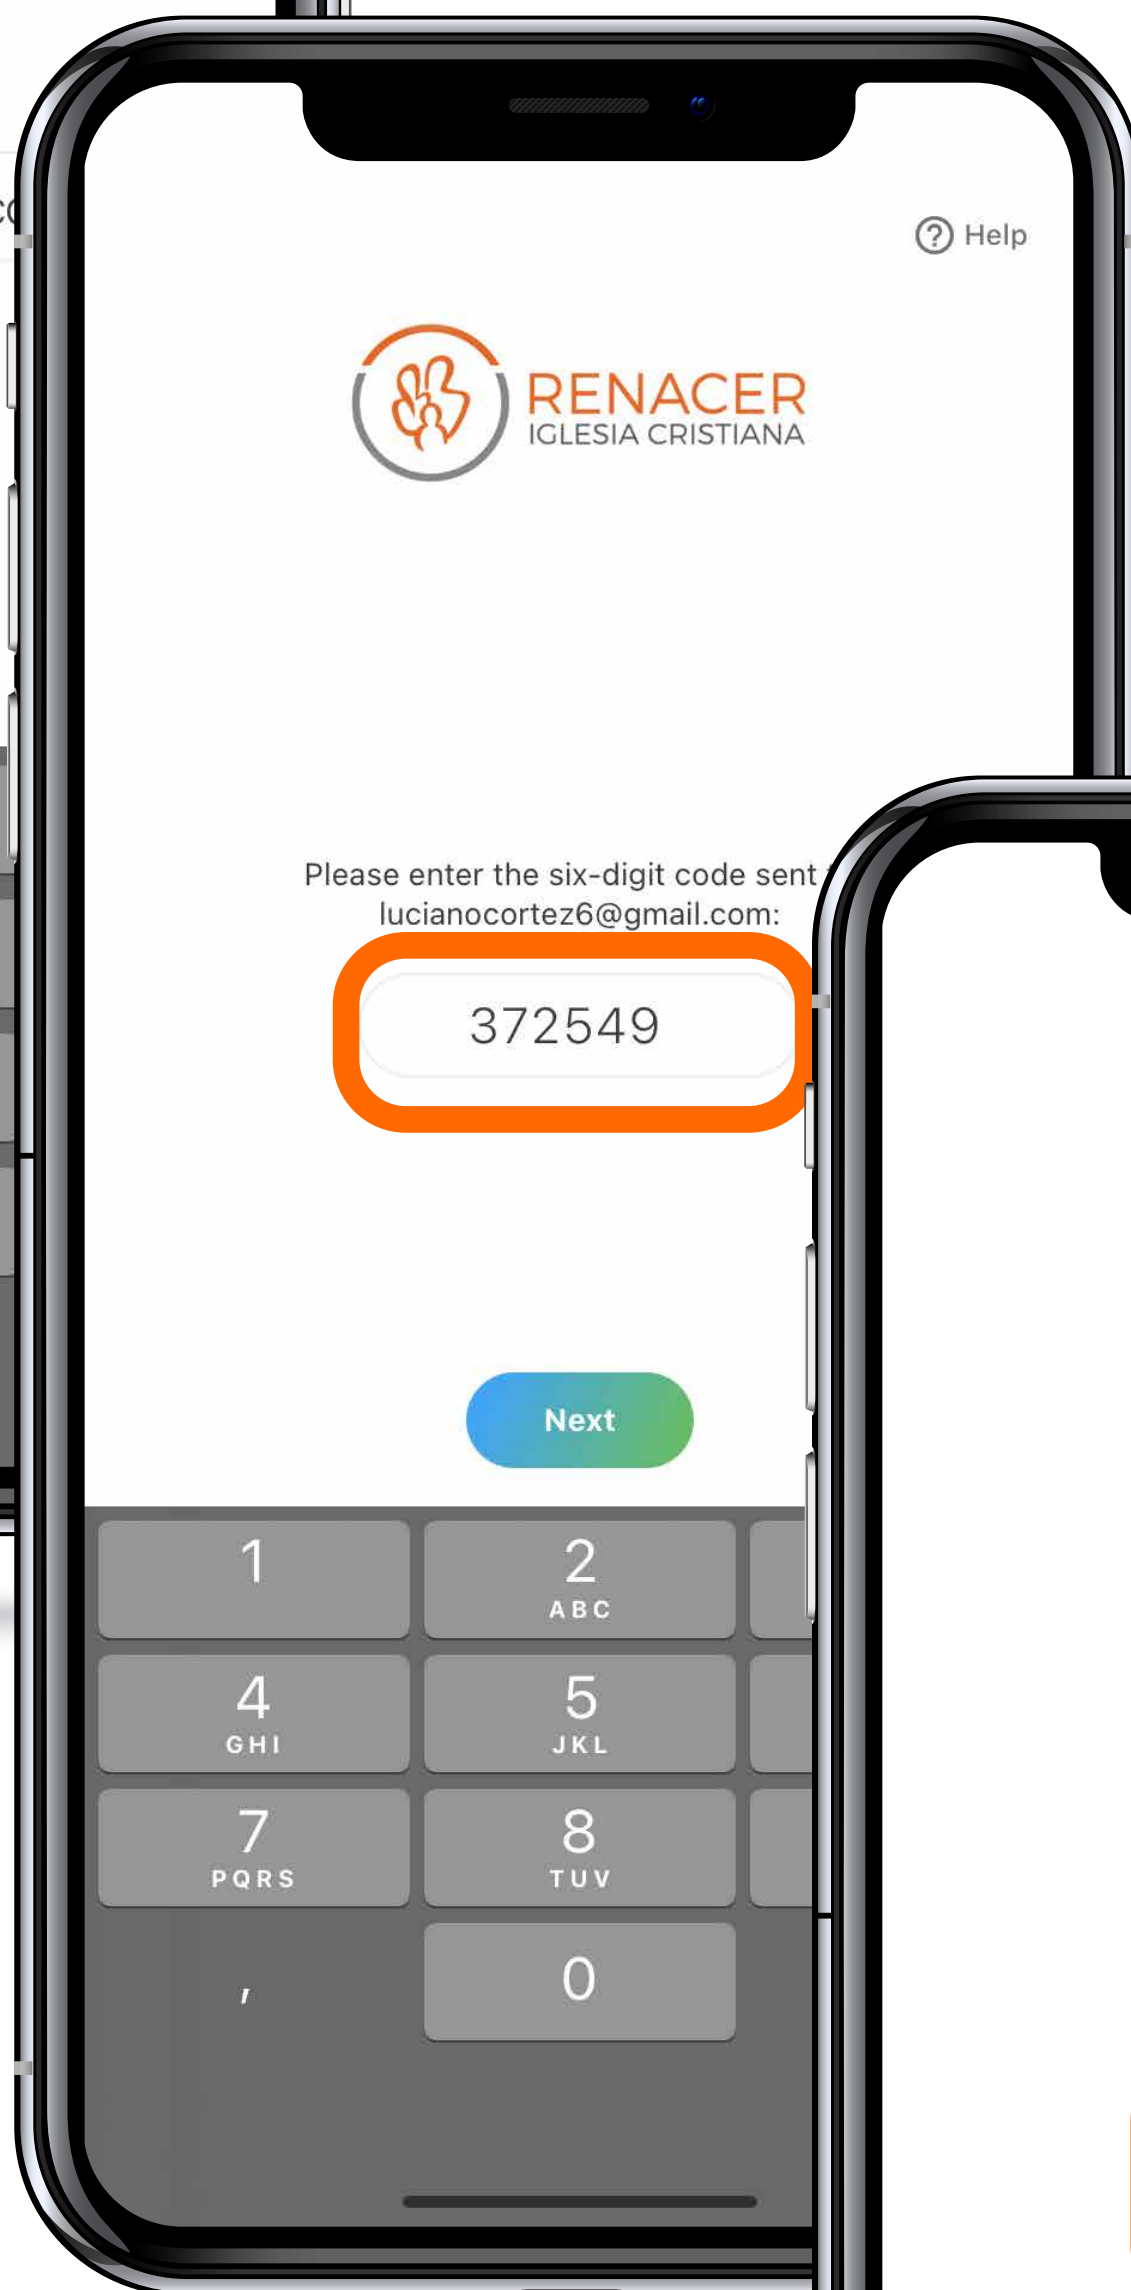 Help
RENACER
IGLESIA CRISTIANA
Please enter the six-digit code sent
lucianocortez6@gmail.com:
372549
Next
1
2
ABC
4
GHI
5
JKL
7
PQRS
8
TUV
,
0